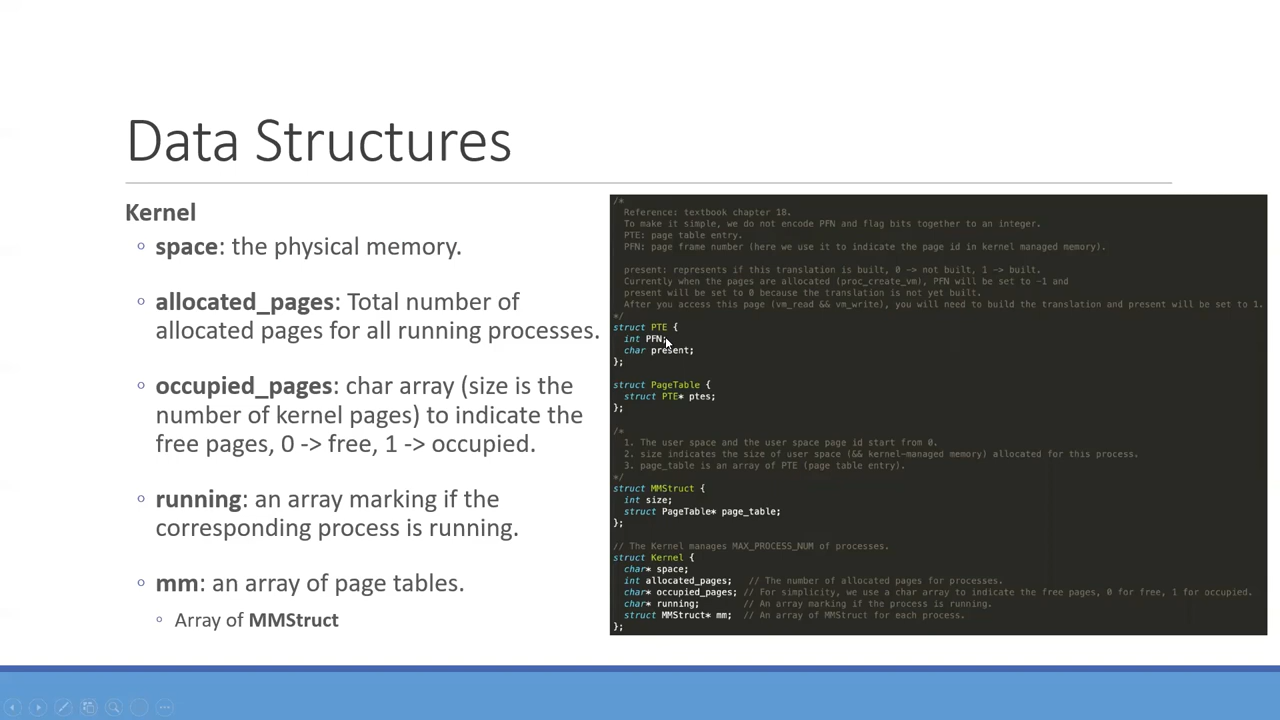 Data Structures
Kernel
◦ space: the physical memory.
◦ allocated_pages: Total number of
allocated pages for all running processes.
◦ occupied_pages: char array (size is the
number of kernel pages) to indicate the
free pages, 0 -> free, 1 -> occupied.
◦ running: an array marking if the
corresponding process is running.
◦ mm: an array of page tables.
◦ Array of MMStruct
/*
Reference: textbook chapter 18.
To make it simple, we do not encode PFN and flag bits together to an integer.
PTE: page table entry.
PFN: page frame number (here we use it to indicate the page id in kernel managed memory).
present: represents if this translation is built, 0 -> not built, 1 -> built.
Currently when the pages are allocated (proc_create_vm), PFN will be set to -1 and
present will be set to 0 because the translation is not yet built.
After you access this page (vm_read && vm_write), you will need to build the translation and present will be set to 1.
*/
struct PTE {
int PFN;
char present;
};
struct PageTable {
struct PTE* ptes;
};
/*
1. The user space and the user space page id start from 0.
2. size indicates the size of user space (&& kernel-managed memory) allocated for this process.
3. page_table is an array of PTE (page table entry).
*/
struct MMStruct {
int size;
struct PageTable* page_table;
};
// The Kernel manages MAX_PROCESS_NUM of processes.
struct Kernel {
char* space;
int allocated_pages; // The number of allocated pages for processes.
char* occupied_pages; // For simplicity, we use a char array to indicate the free pages, 0 for free, 1 for occupied.
char* running; // An array marking if the process is running.
struct MMStruct* mm; // An array of MMStruct for each process.
};